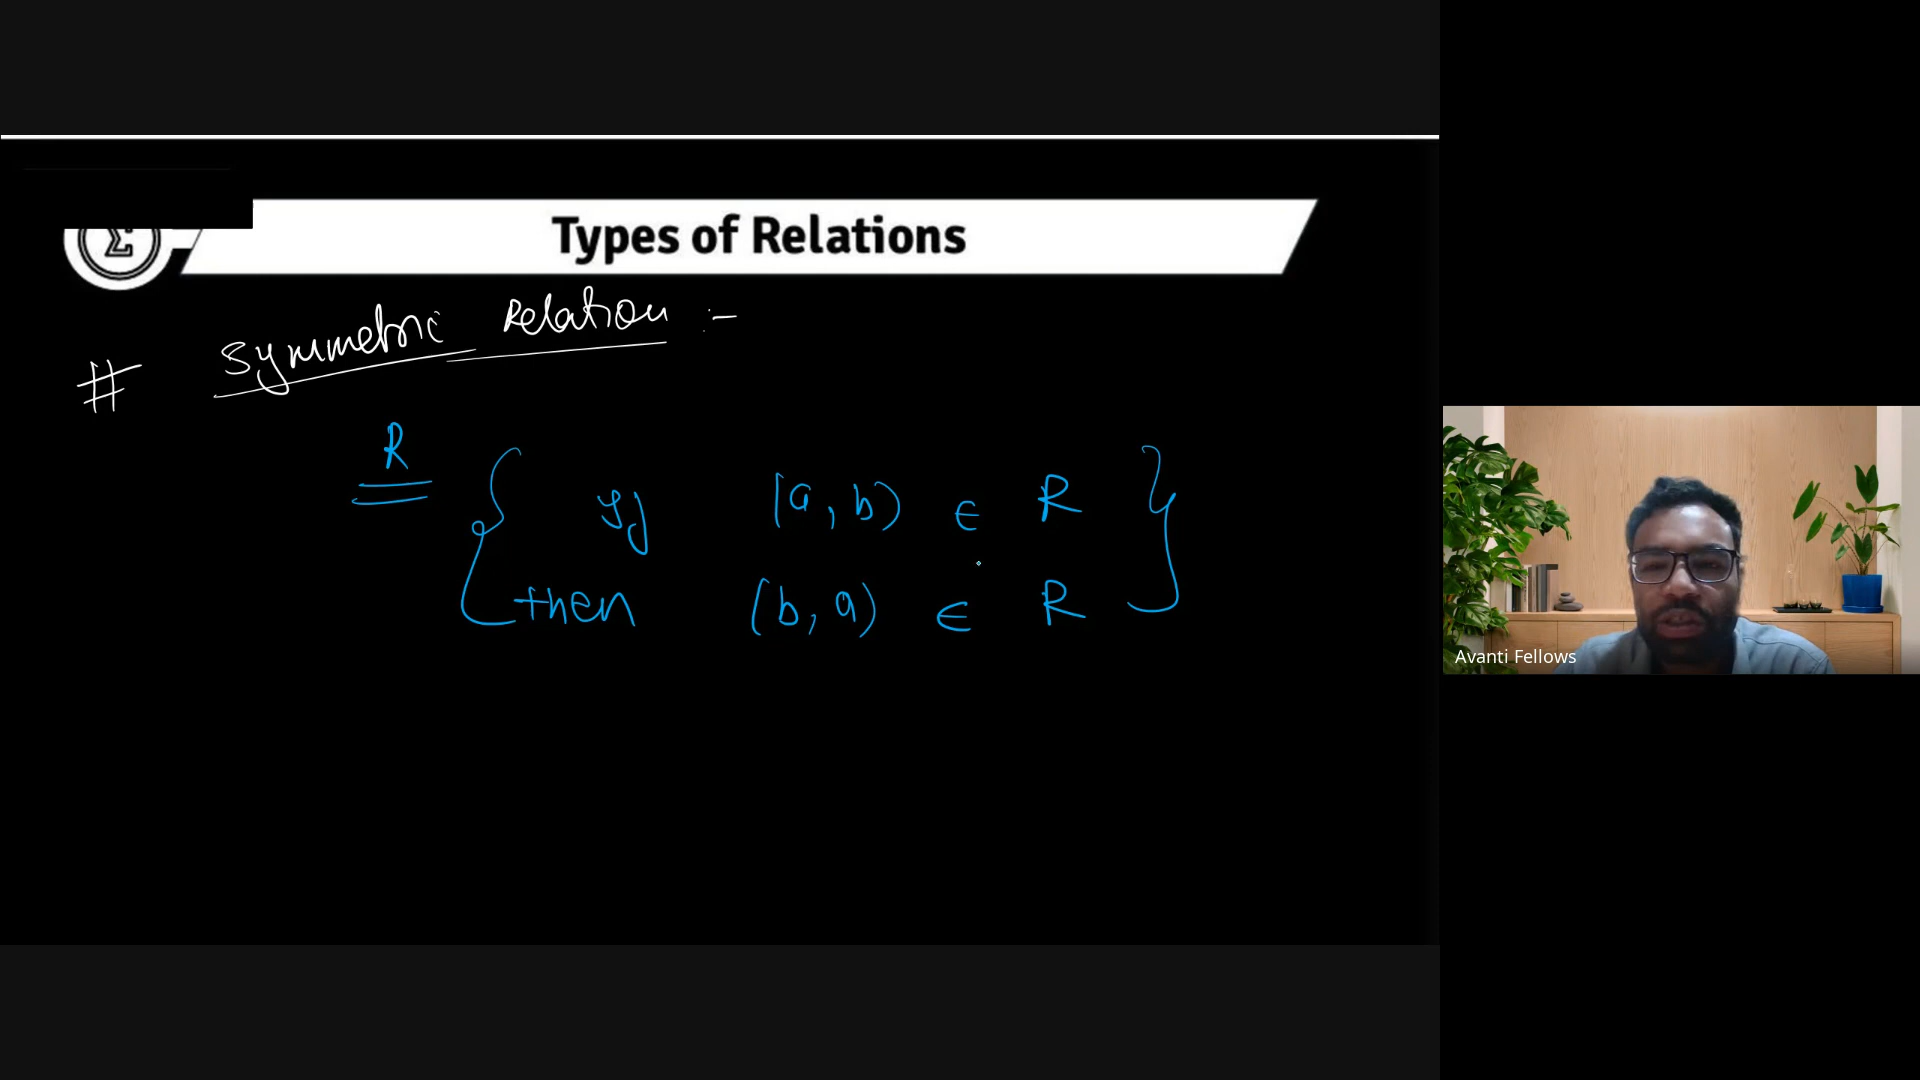 Σ
Types of Relations
# Symmetric Relation :-
R
{ If (a, b) ∈ R }
then (b, a) ∈ R
Avanti Fellows